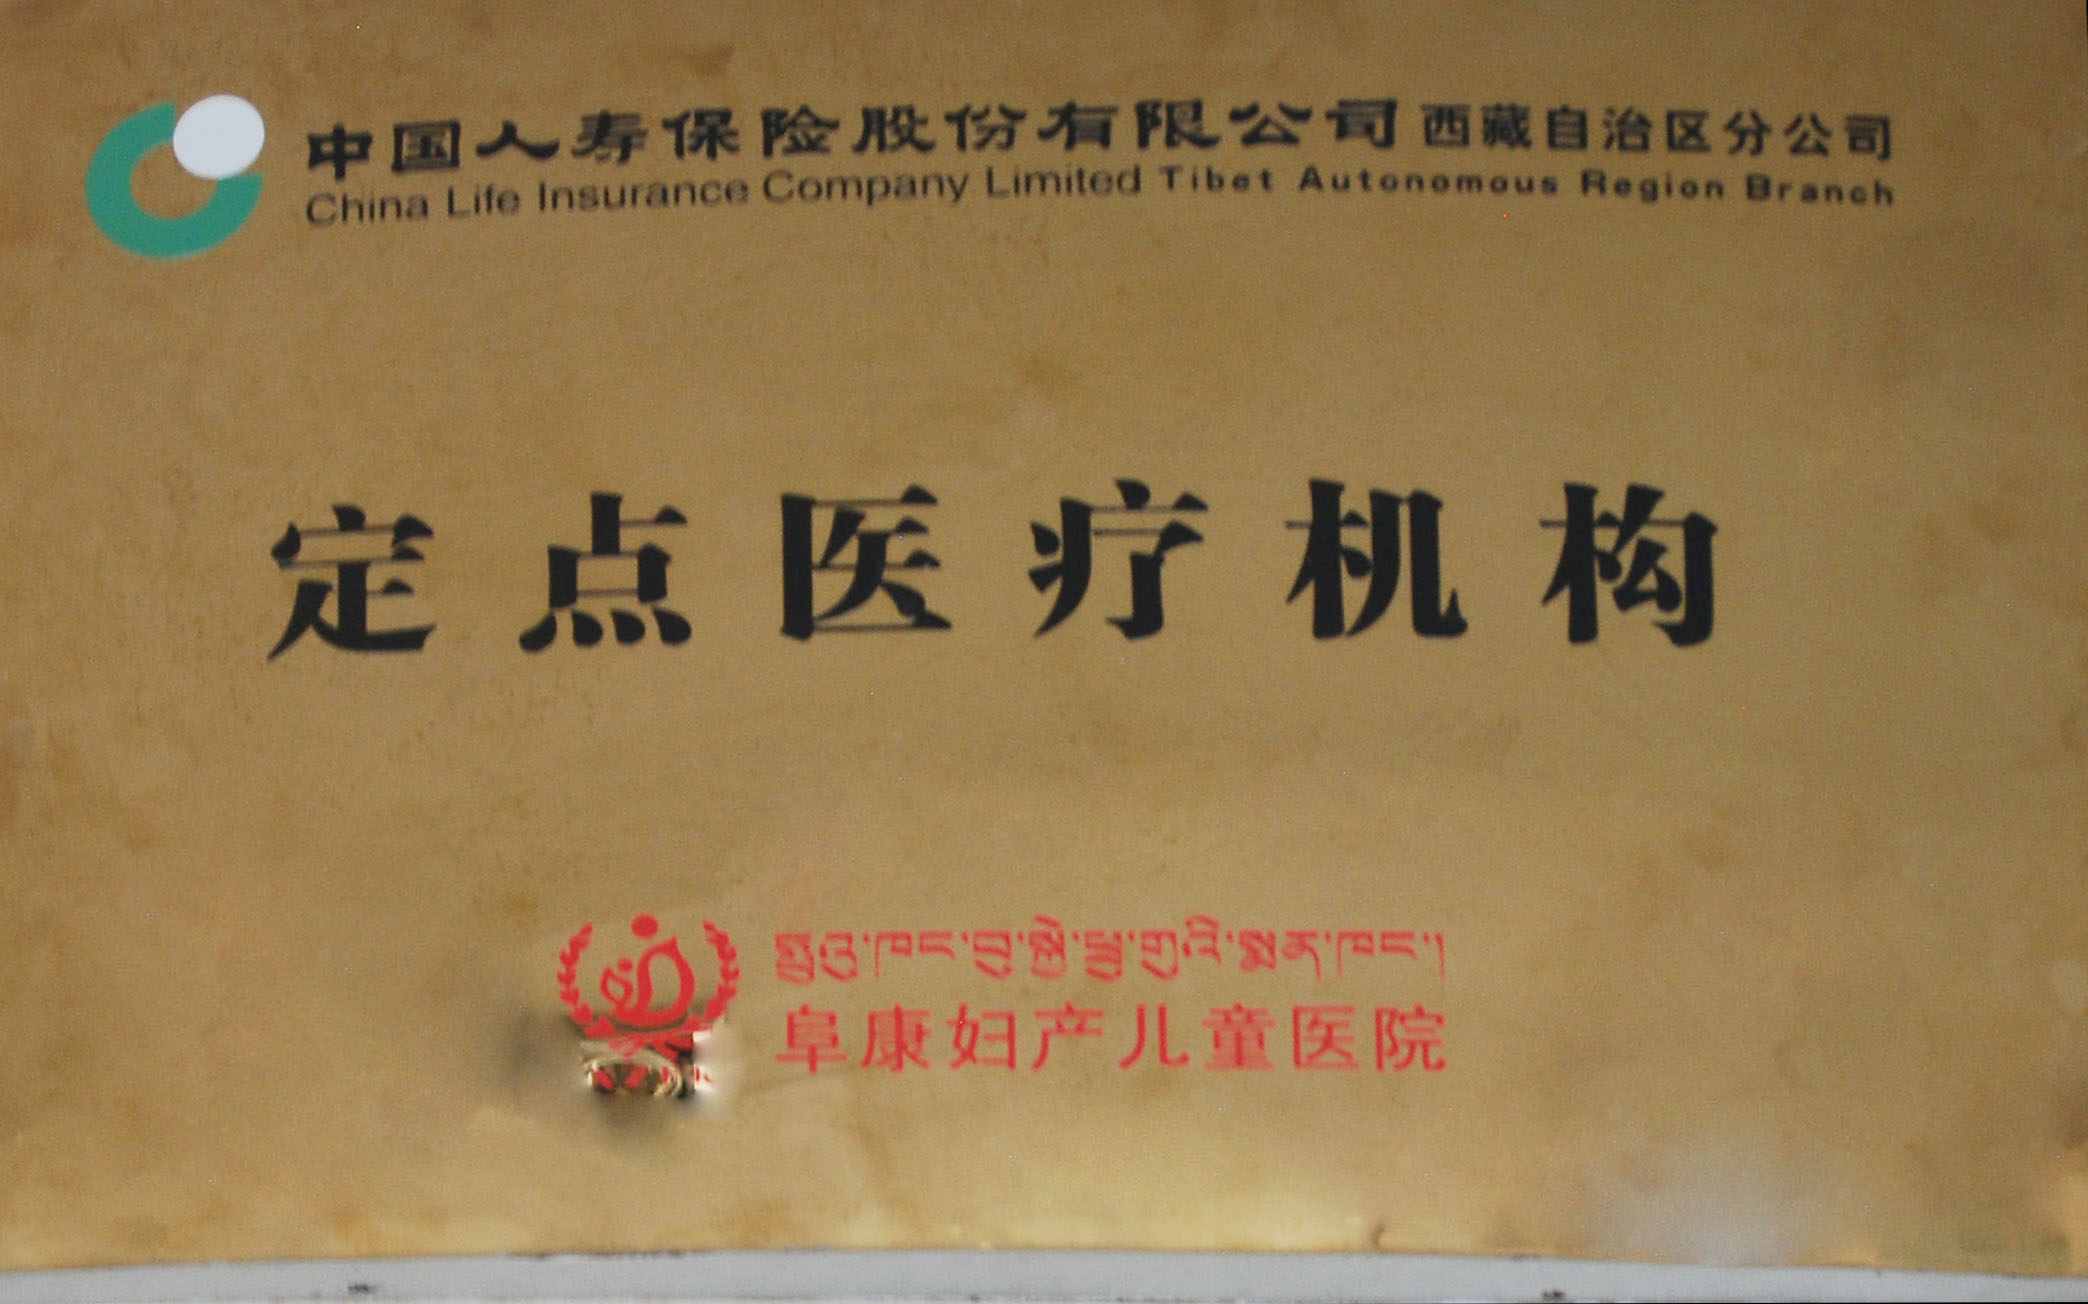 中国人寿保险股份有限公司西藏自治区分公司
China Life Insurance Company Limited Tibet Autonomous Region Branch
定点医疗机构
ཁང་བུ་སྨན་ཁང་།
阜康妇产儿童医院